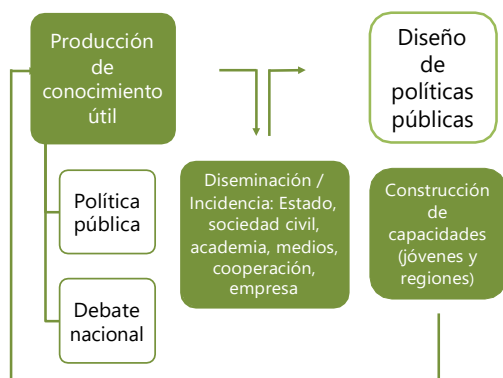 Producción
de
conocimiento
útil
Política
pública
Debate
nacional
Diseminación /
Incidencia: Estado,
sociedad civil,
academia, medios,
cooperación,
empresa
Diseño
de
políticas
públicas
Construcción
de
capacidades
(jóvenes y
regiones)